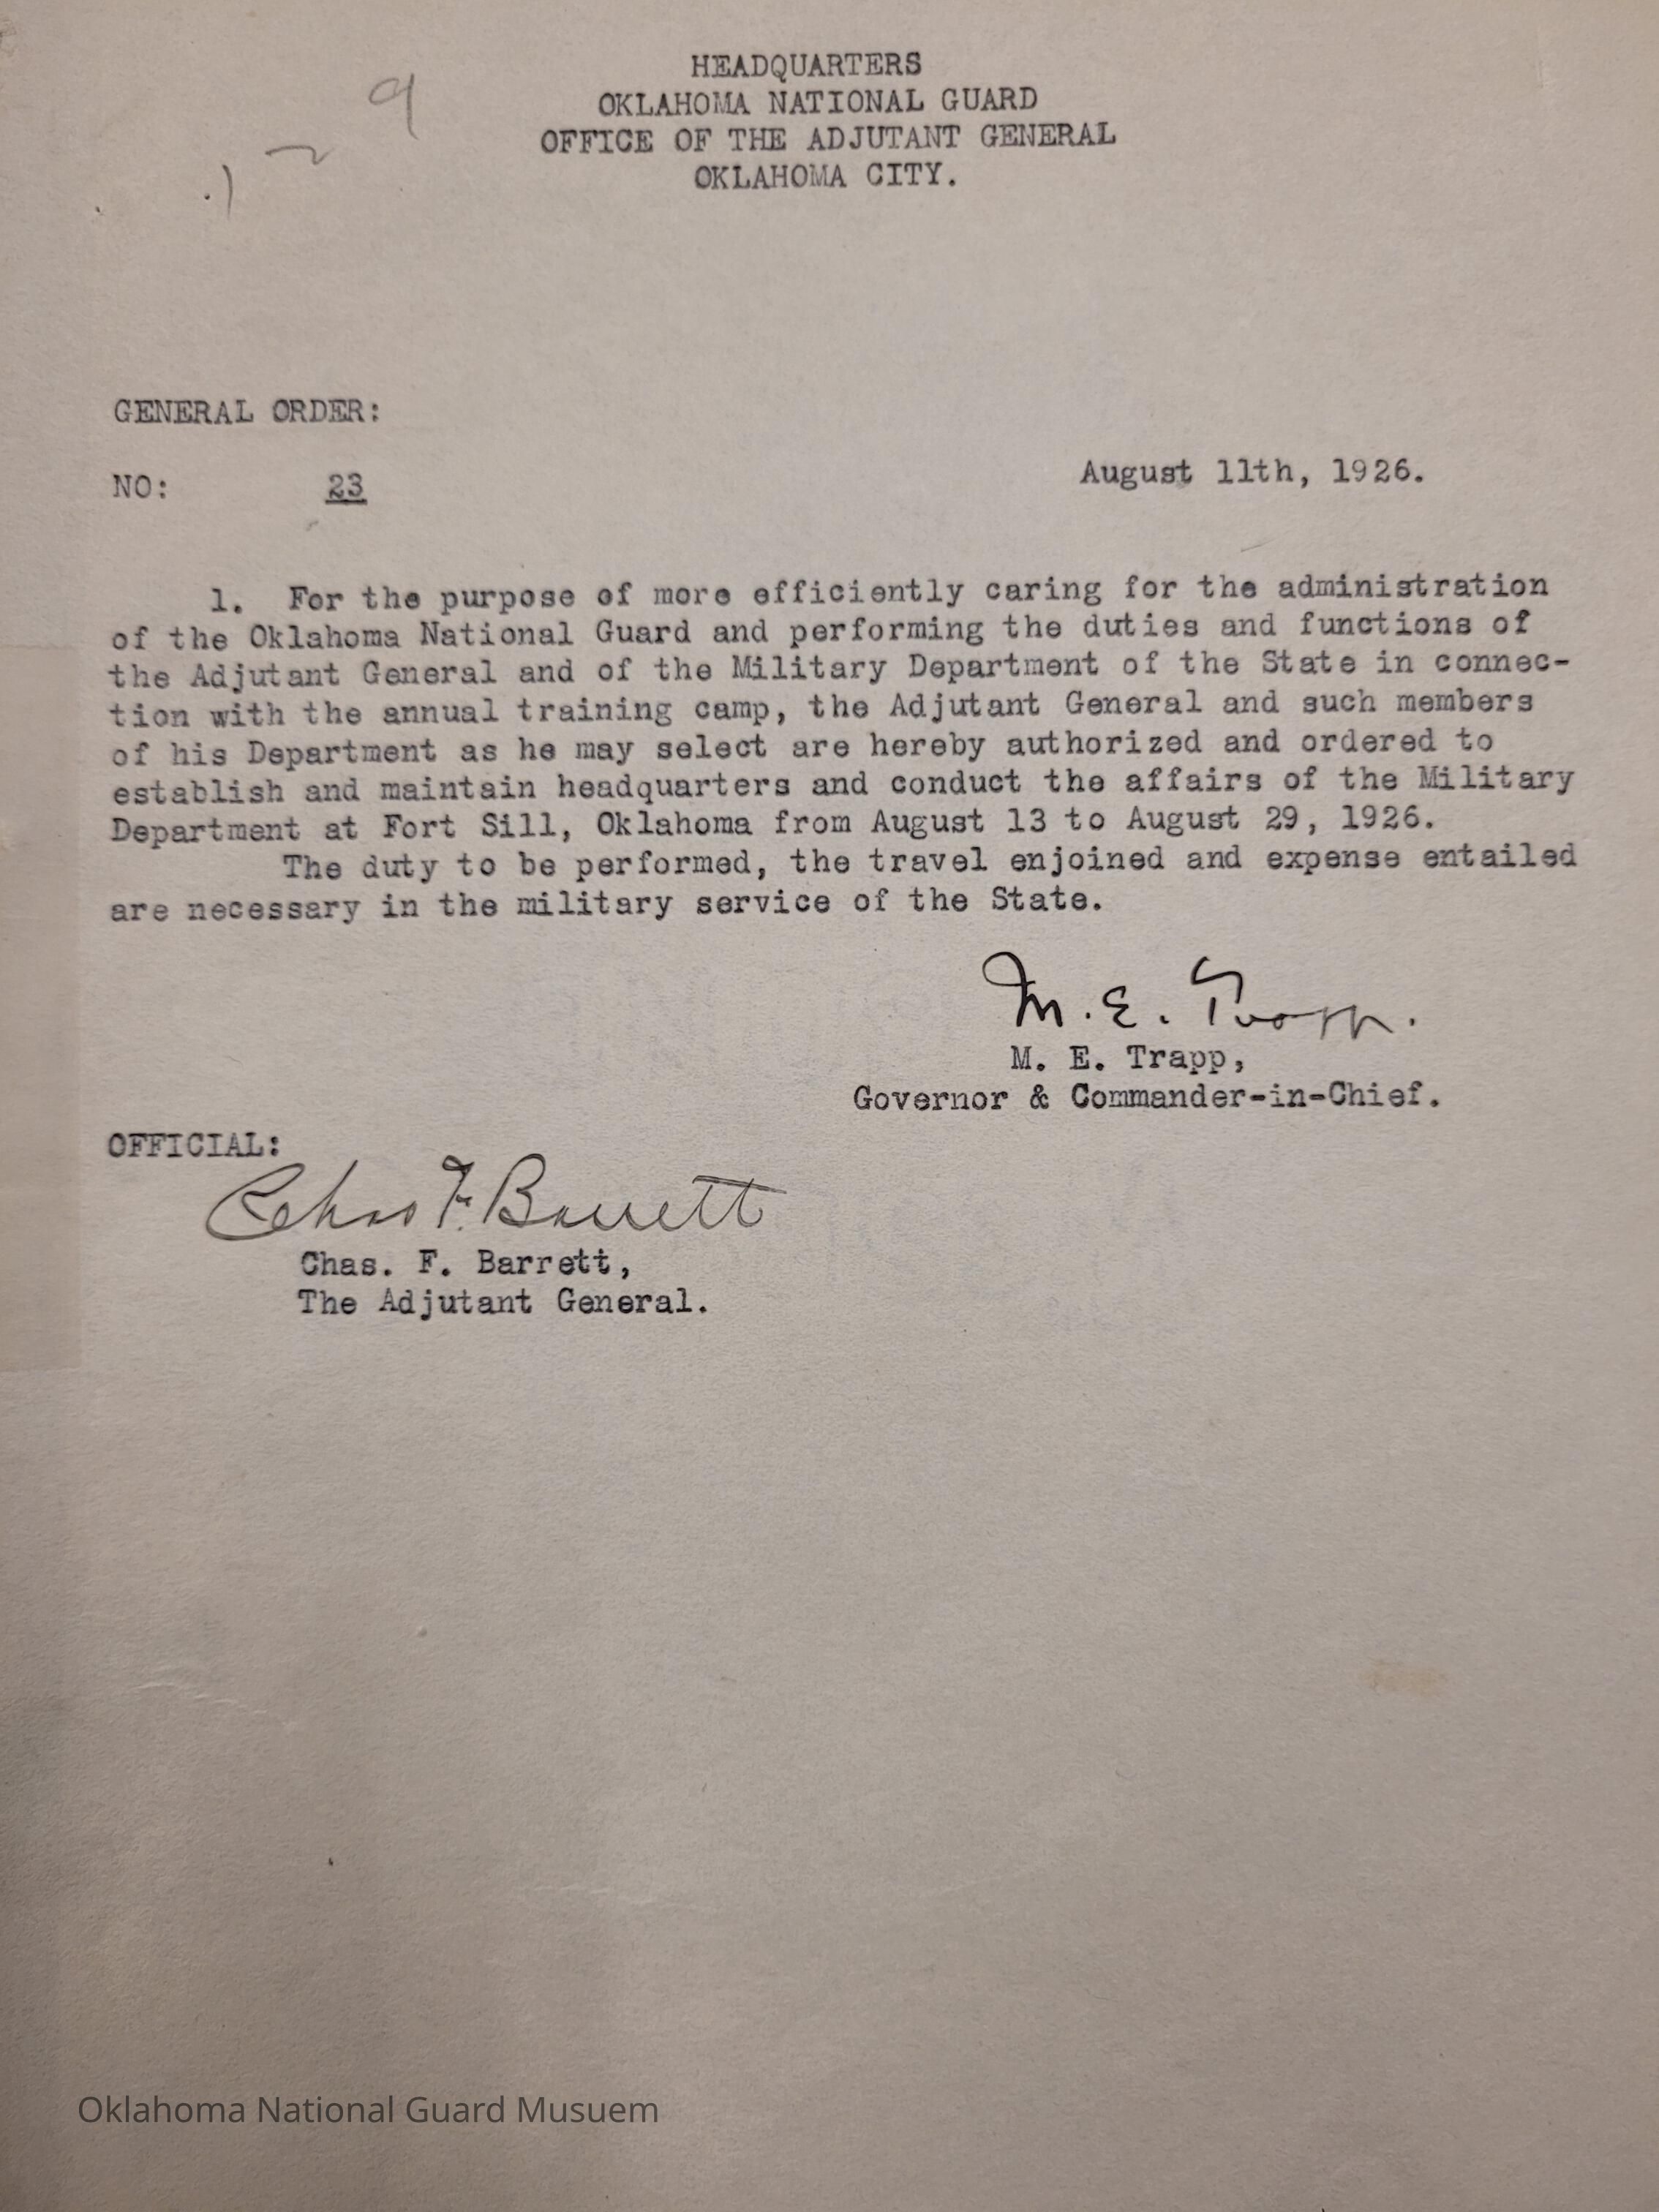 HEADQUARTERS
OKLAHOMA NATIONAL GUARD
OFFICE OF THE ADJUTANT GENERAL
OKLAHOMA CITY.
9
GENERAL ORDER:
August 11th, 1926.
NO: 23
1. For the purpose of more efficiently caring for the administration
of the Oklahoma National Guard and performing the duties and functions of
the Adjutant General and of the Military Department of the State in connec-
tion with the annual training camp, the Adjutant General and such members
of his Department as he may select are hereby authorized and ordered to
establish and maintain headquarters and conduct the affairs of the Military
Department at Fort Sill, Oklahoma from August 13 to August 29, 1926.
The duty to be performed, the travel enjoined and expense entailed
are necessary in the military service of the State.
M. E. Trapp.
M. E. Trapp,
Governor & Commander-in-Chief.
OFFICIAL:
Chas F. Barrett
Chas. F. Barrett,
The Adjutant General.
Oklahoma National Guard Musuem